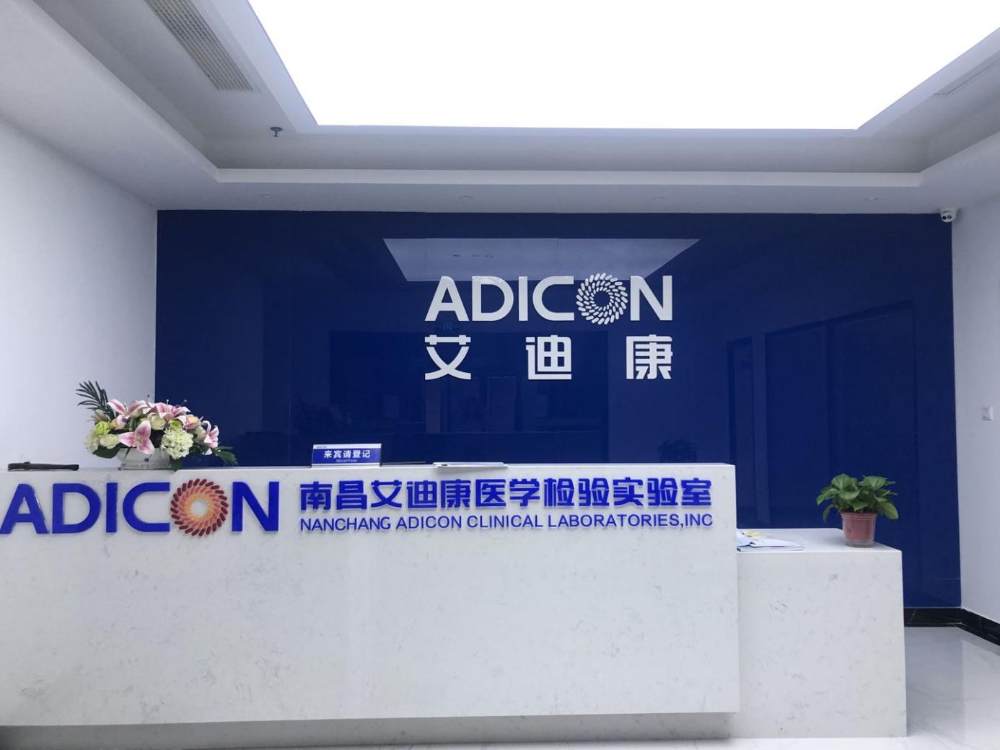 ADICON
艾迪康
来宾请登记
RECEPTION
ADICON
南昌艾迪康医学检验实验室
NANCHANG ADICON CLINICAL LABORATORIES,INC